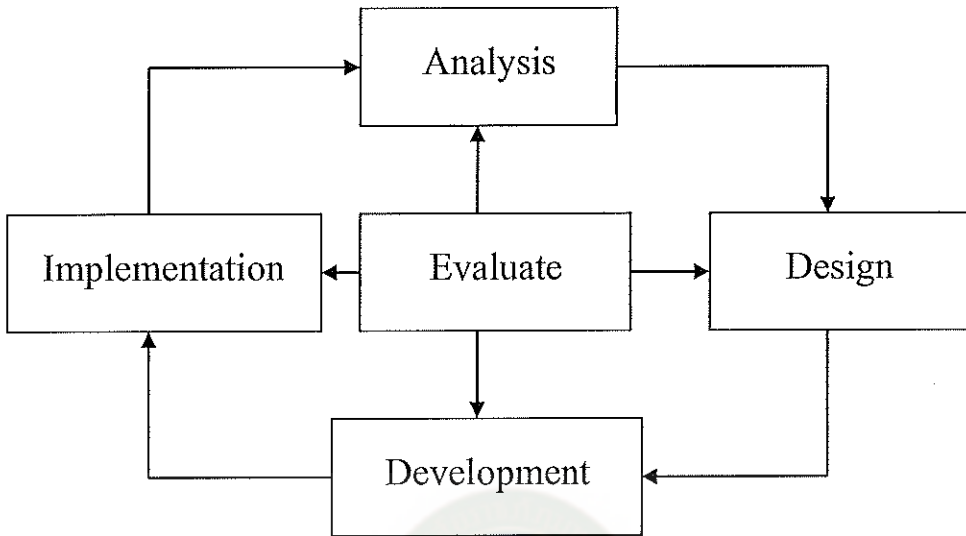 Analysis
Implementation
Evaluate
Design
Development